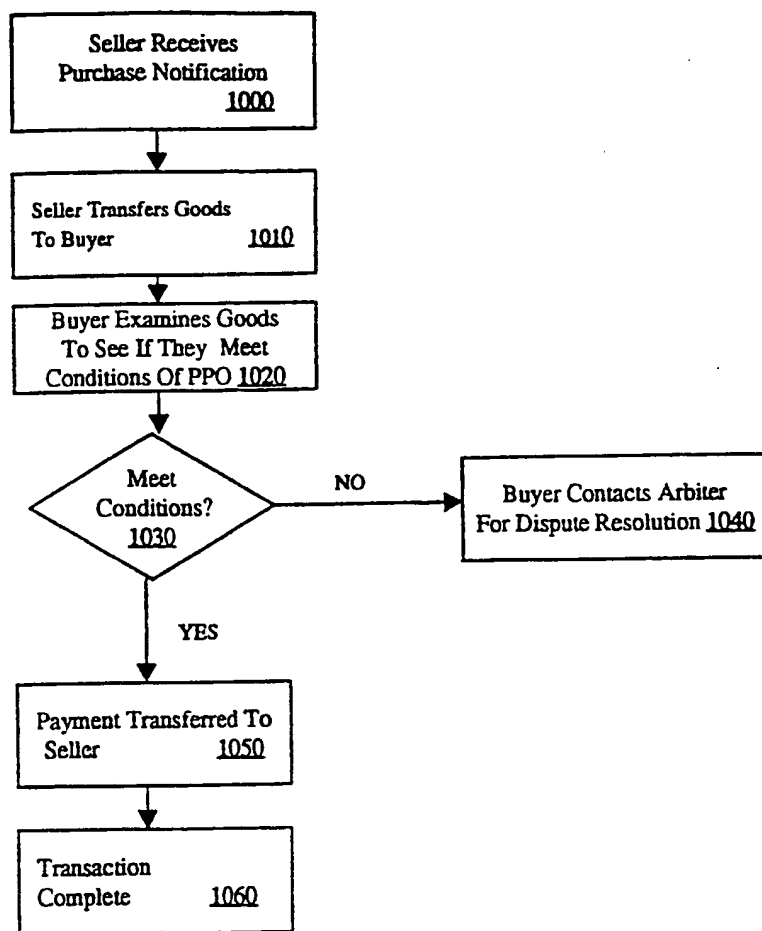 Seller Receives
Purchase Notification
1000
Seller Transfers Goods
To Buyer 1010
Buyer Examines Goods
To See If They Meet
Conditions Of PPO 1020
Meet
Conditions?
1030
NO
Buyer Contacts Arbiter
For Dispute Resolution 1040
YES
Payment Transferred To
Seller 1050
Transaction
Complete 1060